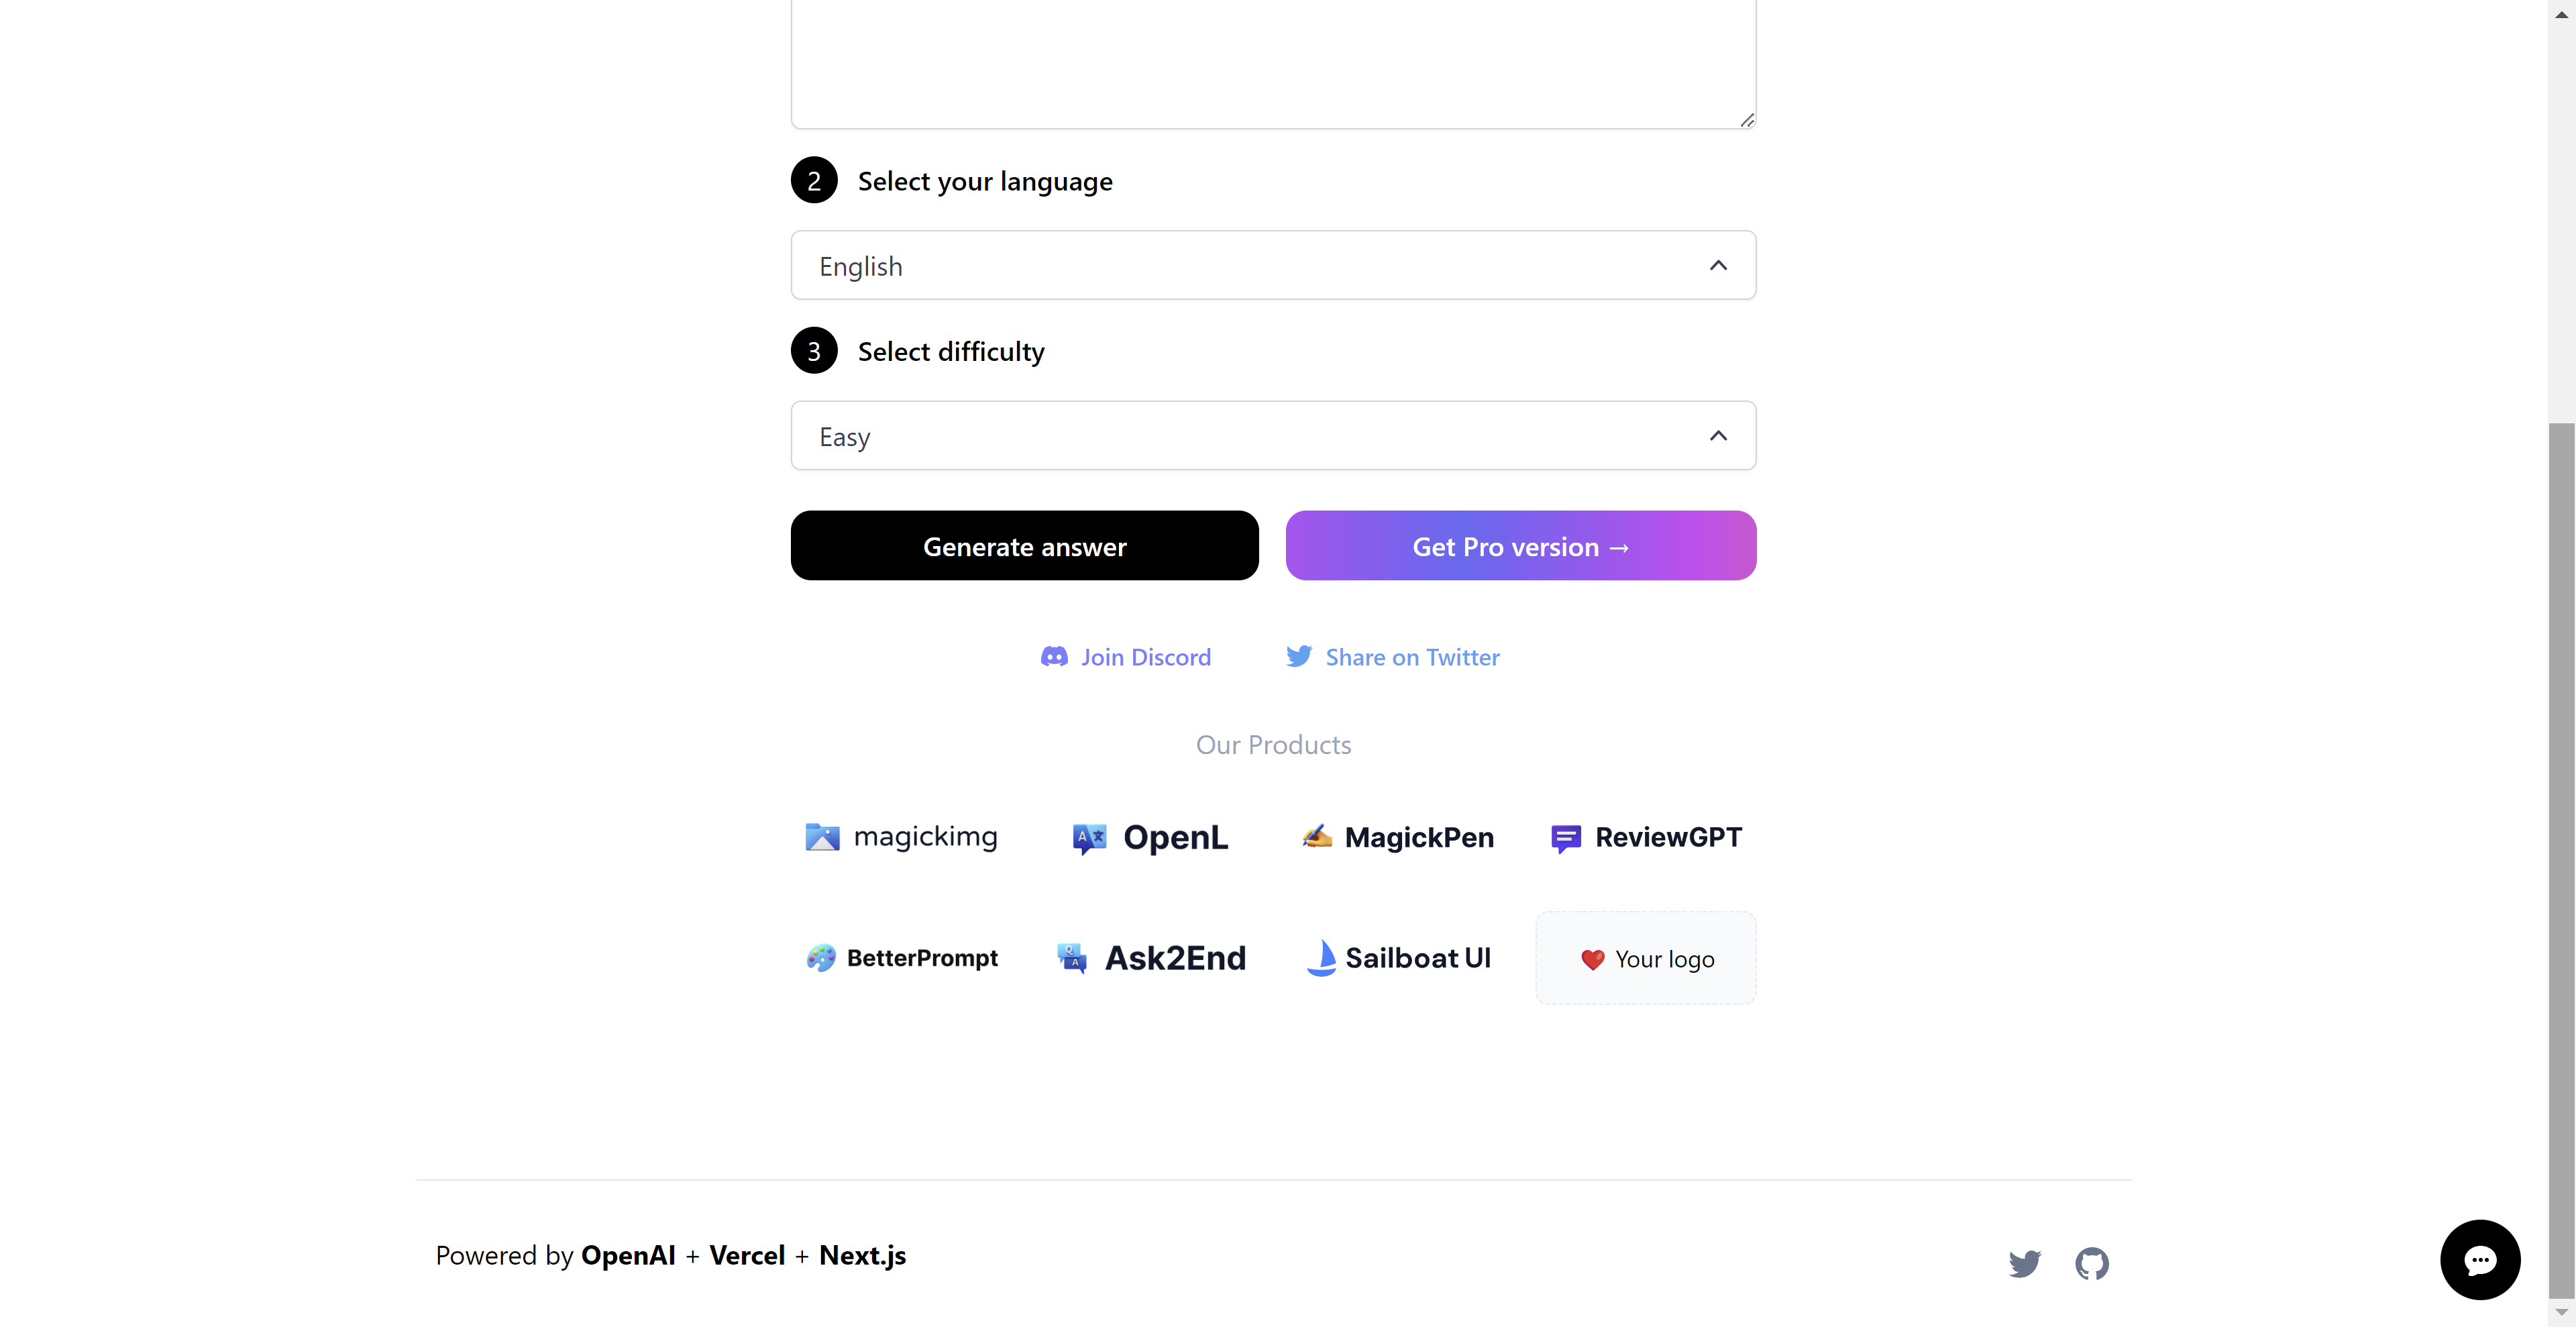 2 Select your language
English
3 Select difficulty
Easy
Generate answer
Get Pro version →
Join Discord
Share on Twitter
Our Products
magickimg
OpenL
MagickPen
ReviewGPT
BetterPrompt
Ask2End
Sailboat UI
Your logo
Powered by OpenAI + Vercel + Next.js